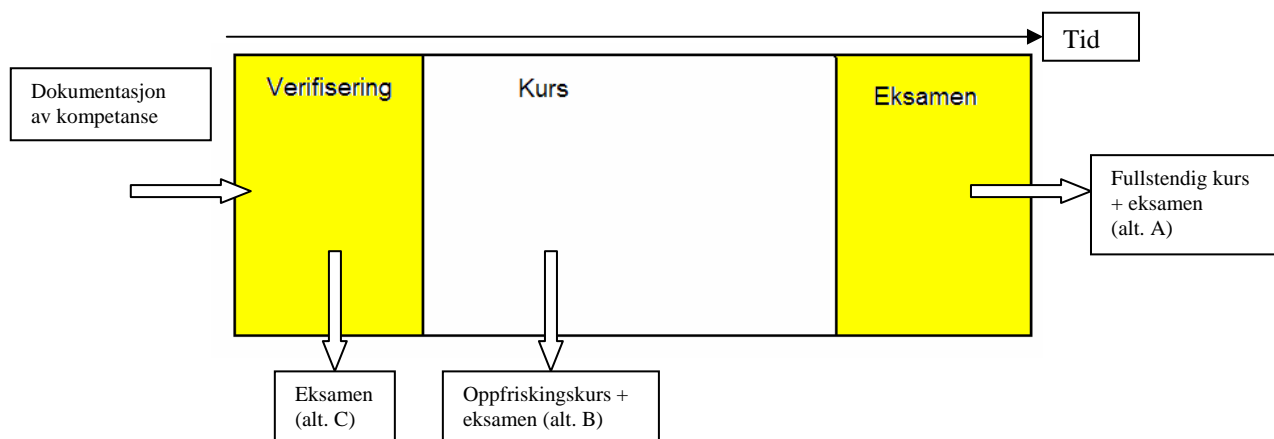 Tid
Dokumentasjon
av kompetanse
Verifisering
Kurs
Eksamen
Fullstendig kurs
+ eksamen
(alt. A)
Eksamen
(alt. C)
Oppfriskingskurs +
eksamen (alt. B)